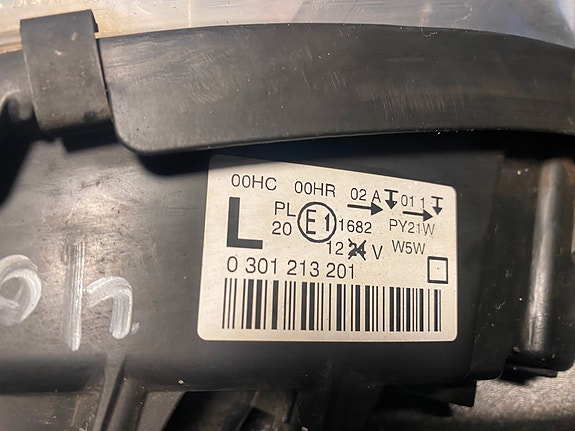 00HC 00HR 02 A 01 1
L PL 20 E1 1682 PY21W
12 24 V W5W
0 301 213 201